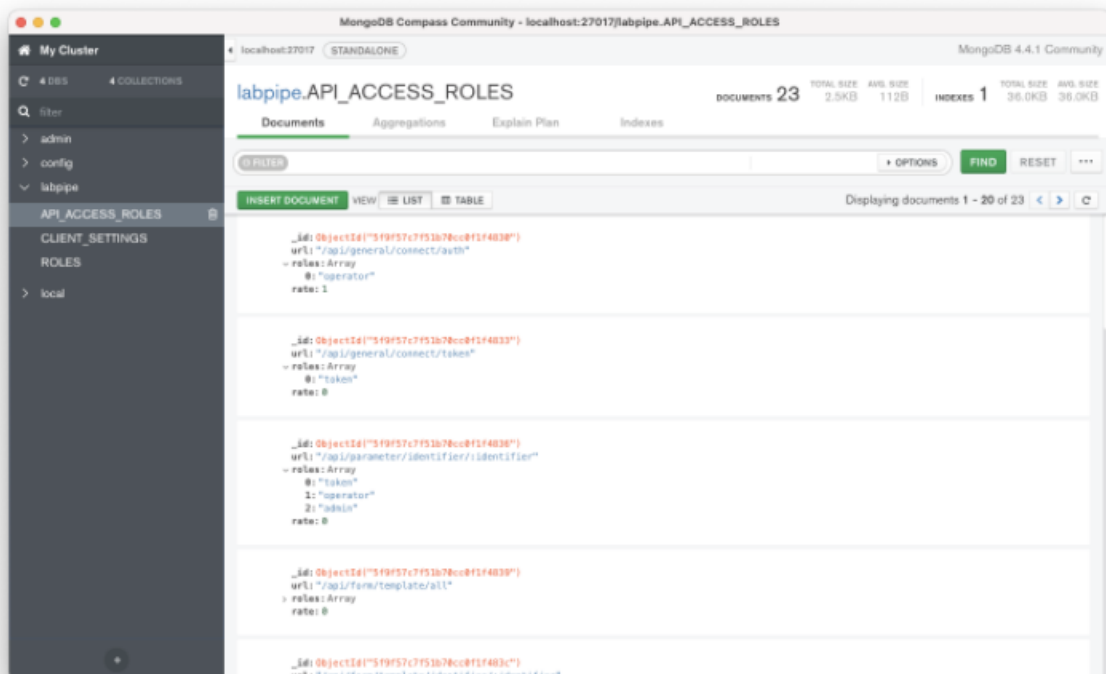 MongoDB Compass Community - localhost:27017/labpipe.API_ACCESS_ROLES
My Cluster
localhost:27017 STANDALONE
MongoDB 4.4.1 Community
4 DBS 4 COLLECTIONS
filter
admin
config
labpipe
API_ACCESS_ROLES
CLIENT_SETTINGS
ROLES
local
labpipe.API_ACCESS_ROLES
DOCUMENTS 23
TOTAL SIZE 2.5KB
AVG. SIZE 112B
INDEXES 1
TOTAL SIZE 36.0KB
AVG. SIZE 36.0KB
Documents Aggregations Explain Plan Indexes
FILTER
OPTIONS FIND RESET ...
INSERT DOCUMENT VIEW LIST TABLE
Displaying documents 1 - 20 of 23
_id: ObjectId("5f9f57c7f51b70cc0f1f4830")
url: "/api/general/connect/auth"
roles: Array
0: "operator"
rate: 1
_id: ObjectId("5f9f57c7f51b70cc0f1f4833")
url: "/api/general/connect/token"
roles: Array
0: "token"
rate: 0
_id: ObjectId("5f9f57c7f51b70cc0f1f4836")
url: "/api/parameter/identifier/:identifier"
roles: Array
0: "token"
1: "operator"
2: "admin"
rate: 0
_id: ObjectId("5f9f57c7f51b70cc0f1f4839")
url: "/api/form/template/all"
roles: Array
rate: 0
_id: ObjectId("5f9f57c7f51b70cc0f1f483c")